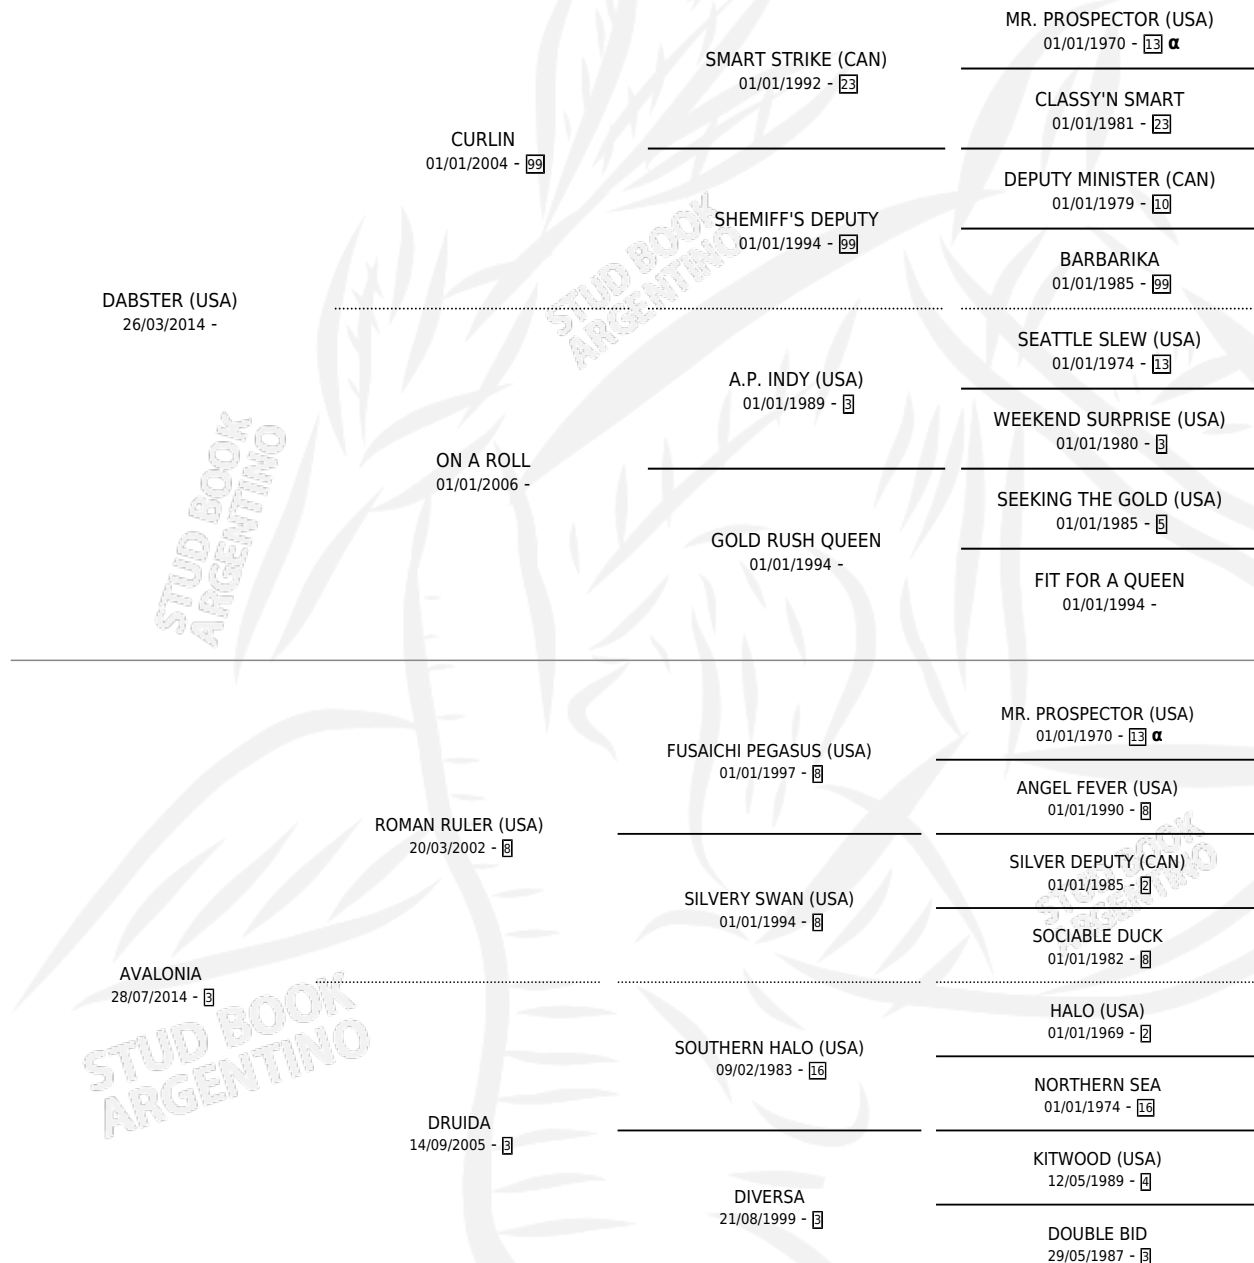 MR. PROSPECTOR (USA)
01/01/1970 - 13 α
SMART STRIKE (CAN)
01/01/1992 - 23
CLASSY'N SMART
01/01/1981 - 23
CURLIN
01/01/2004 - 99
DEPUTY MINISTER (CAN)
01/01/1979 - 10
SHEMIFF'S DEPUTY
01/01/1994 - 99
BARBARIKA
01/01/1985 - 99
DABSTER (USA)
26/03/2014 -
SEATTLE SLEW (USA)
01/01/1974 - 13
A.P. INDY (USA)
01/01/1989 - 3
WEEKEND SURPRISE (USA)
01/01/1980 - 3
ON A ROLL
01/01/2006 -
SEEKING THE GOLD (USA)
01/01/1985 - 5
GOLD RUSH QUEEN
01/01/1994 -
FIT FOR A QUEEN
01/01/1994 -
MR. PROSPECTOR (USA)
01/01/1970 - 13 α
FUSAICHI PEGASUS (USA)
01/01/1997 - 8
ANGEL FEVER (USA)
01/01/1990 - 8
ROMAN RULER (USA)
20/03/2002 - 8
SILVER DEPUTY (CAN)
01/01/1985 - 2
SILVERY SWAN (USA)
01/01/1994 - 8
SOCIABLE DUCK
01/01/1982 - 8
AVALONIA
28/07/2014 - 3
HALO (USA)
01/01/1969 - 2
SOUTHERN HALO (USA)
09/02/1983 - 16
NORTHERN SEA
01/01/1974 - 16
DRUIDA
14/09/2005 - 3
KITWOOD (USA)
12/05/1989 - 4
DIVERSA
21/08/1999 - 3
DOUBLE BID
29/05/1987 - 3
STUD BOOK
ARGENTINO
STUD BOOK
ARGENTINO
STUD BOOK
ARGENTINO
STUD BOOK
ARGENTINO